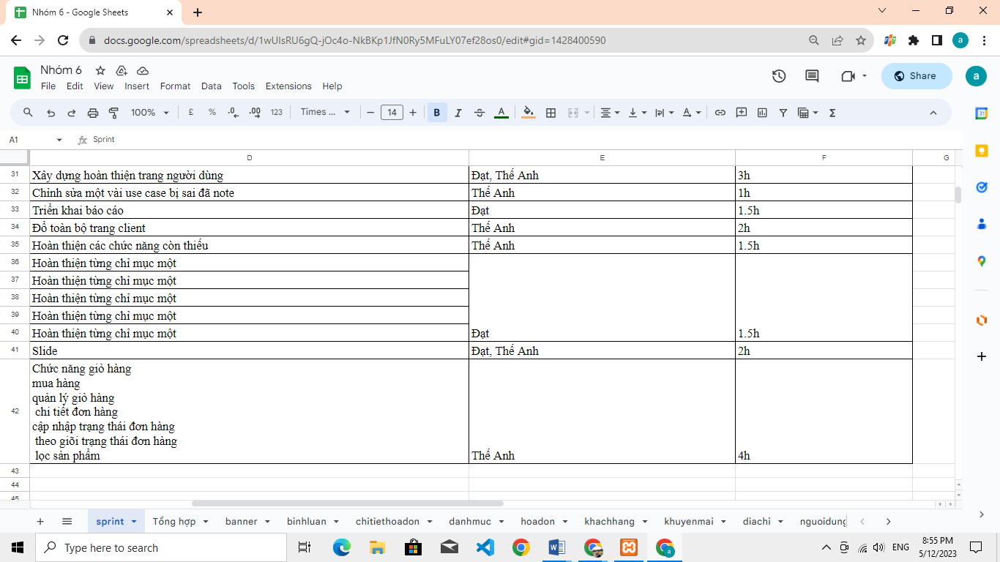 Nhóm 6 - Google Sheets
docs.google.com/spreadsheets/d/1wUIsRU6gQ-jOc4o-NkBKp1JfN0Ry5MFuLY07ef28os0/edit#gid=1428400590
a
Nhóm 6
File Edit View Insert Format Data Tools Extensions Help
Share
a
100% £ % .0 .00 123 Times ... 14 B I S A
31
A1 fx Sprint
D E F G
31 Xây dựng hoàn thiện trang người dùng Đạt, Thế Anh 3h
32 Chỉnh sửa một vài use case bị sai đã note Thế Anh 1h
33 Triển khai báo cáo Đạt 1.5h
34 Đổ toàn bộ trang client Thế Anh 2h
35 Hoàn thiện các chức năng còn thiếu Thế Anh 1.5h
36 Hoàn thiện từng chỉ mục một
37 Hoàn thiện từng chỉ mục một
38 Hoàn thiện từng chỉ mục một
39 Hoàn thiện từng chỉ mục một
40 Hoàn thiện từng chỉ mục một Đạt 1.5h
41 Slide Đạt, Thế Anh 2h
Chức năng giỏ hàng
mua hàng
quản lý giỏ hàng
42 chi tiết đơn hàng
cập nhập trạng thái đơn hàng
theo giõi trạng thái đơn hàng
lọc sản phẩm Thế Anh 4h
43
44
45
sprint Tổng hợp banner binhluan chitiethoadon danhmuc hoadon khachhang khuyenmai diachi nguoidung
Type here to search
ENG
8:55 PM
5/12/2023